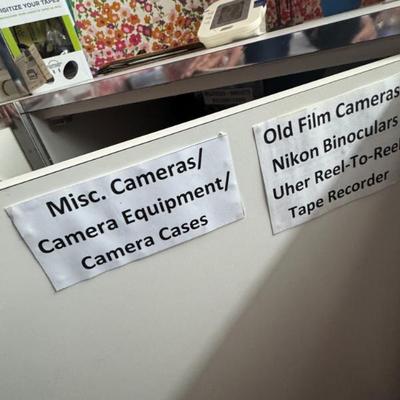 DIGITIZE YOUR TAPES
Misc. Cameras/
Camera Equipment/
Camera Cases
Old Film Cameras
Nikon Binoculars
Uher Reel-To-Reel
Tape Recorder